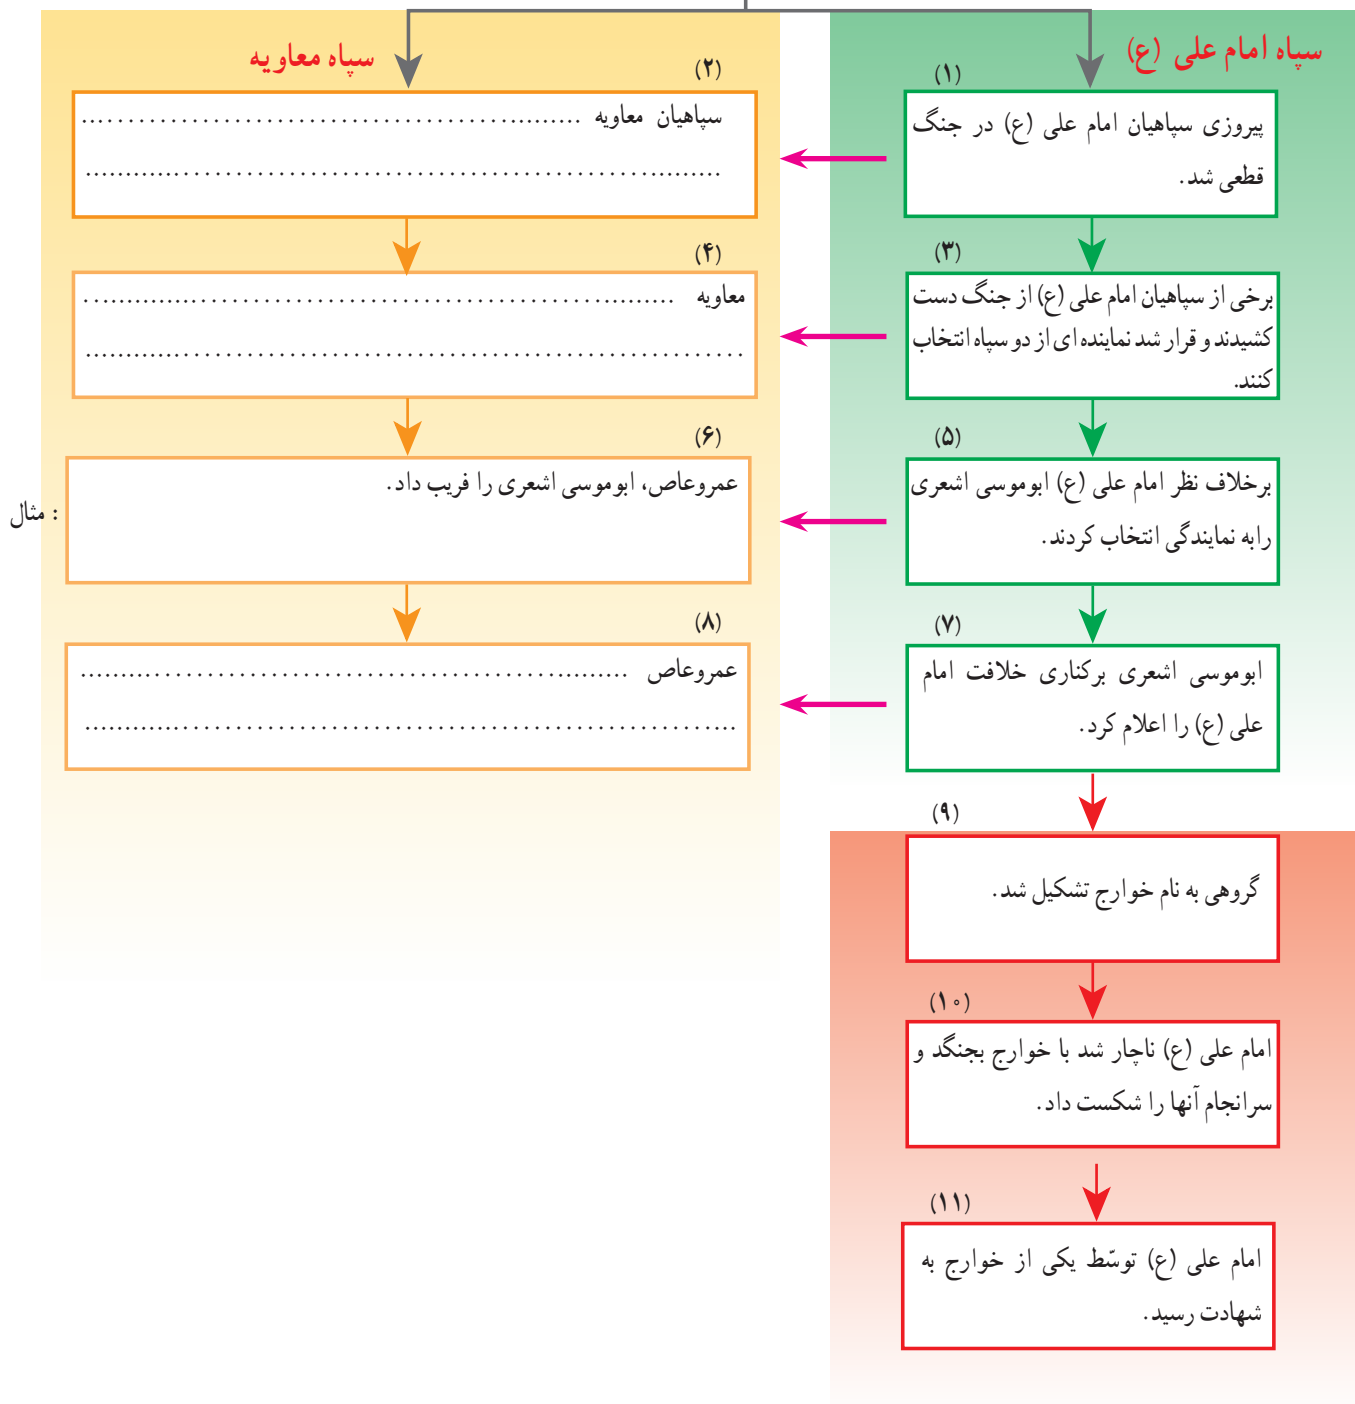 سپاه امام علی (ع)
سپاه معاویه
(۱)
پیروزی سپاهیان امام علی (ع) در جنگ
قطعی شد.
(۲)
سپاهیان معاویه ................................................
............................................................
(۳)
برخی از سپاهیان امام علی (ع) از جنگ دست
کشیدند و قرار شد نماینده ای از دو سپاه انتخاب
کنند.
(۴)
معاویه ......................................................
..............................................................
(۵)
برخلاف نظر امام علی (ع) ابوموسی اشعری
رابه نمایندگی انتخاب کردند.
(۶)
عمروعاص، ابوموسی اشعری را فریب داد.
مثال :
(۷)
ابوموسی اشعری برکناری خلافت امام
علی (ع) را اعلام کرد.
(۸)
عمروعاص ..................................................
..............................................................
(۹)
گروهی به نام خوارج تشکیل شد.
(۱۰)
امام علی (ع) ناچار شد با خوارج بجنگد و
سرانجام آنها را شکست داد.
(۱۱)
امام علی (ع) توسّط یکی از خوارج به
شهادت رسید.